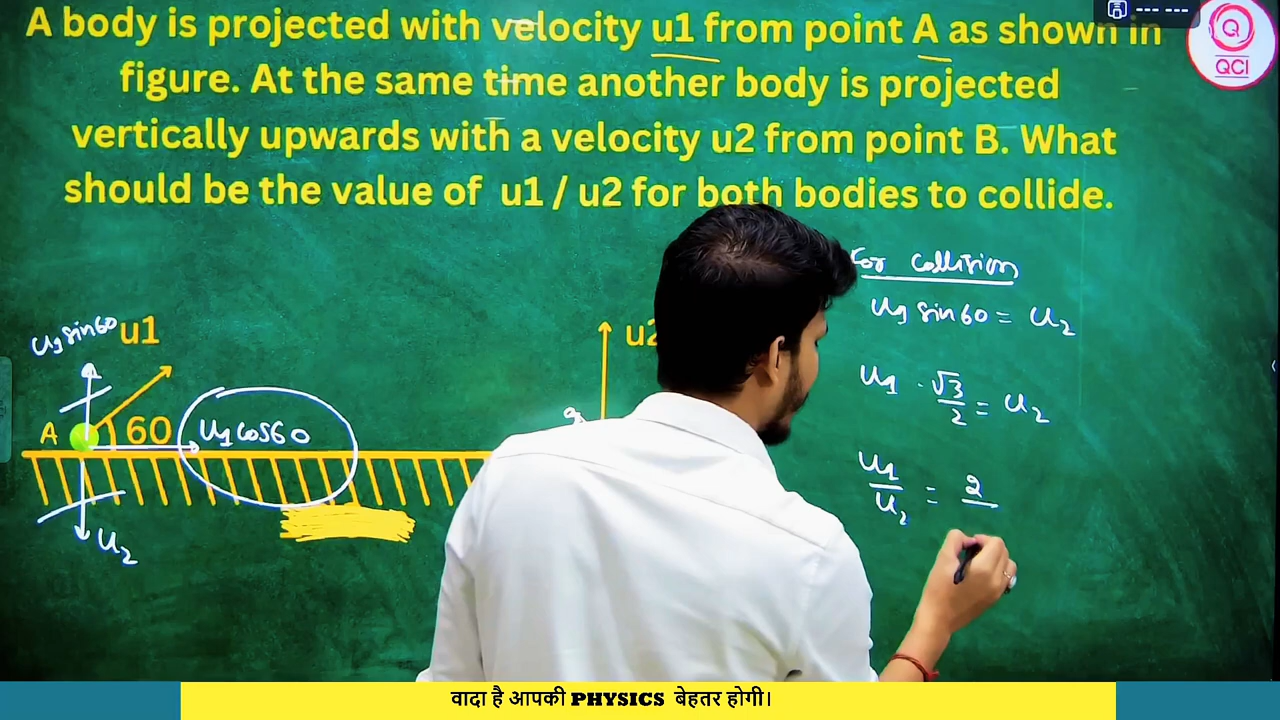 A body is projected with velocity u1 from point A as shown in
figure. At the same time another body is projected
vertically upwards with a velocity u2 from point B. What
should be the value of u1 / u2 for both bodies to collide.
Q
QCI
For collision
u1 sin60 = u2
u1 · √3/2 = u2
u1/u2 = 2
u1 sin60
u1
A
60
u1 cos60
u2
u2
वादा है आपकी PHYSICS बेहतर होगी।